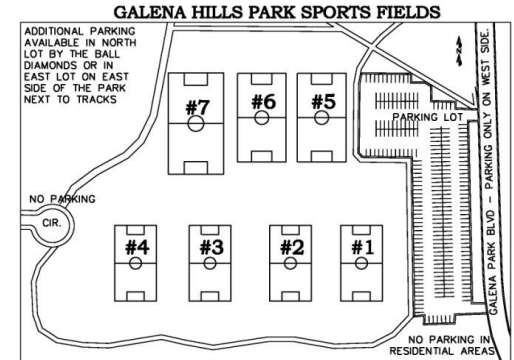 GALENA HILLS PARK SPORTS FIELDS
ADDITIONAL PARKING
AVAILABLE IN NORTH
LOT BY THE BALL
DIAMONDS OR IN
EAST LOT ON EAST
SIDE OF THE PARK
NEXT TO TRACKS
#7
#6
#5
PARKING LOT
GALENA PARK BLVD - PARKING ONLY ON WEST SIDE.
NO PARKING
CIR.
#4
#3
#2
#1
NO PARKING IN
RESIDENTIAL AREAS